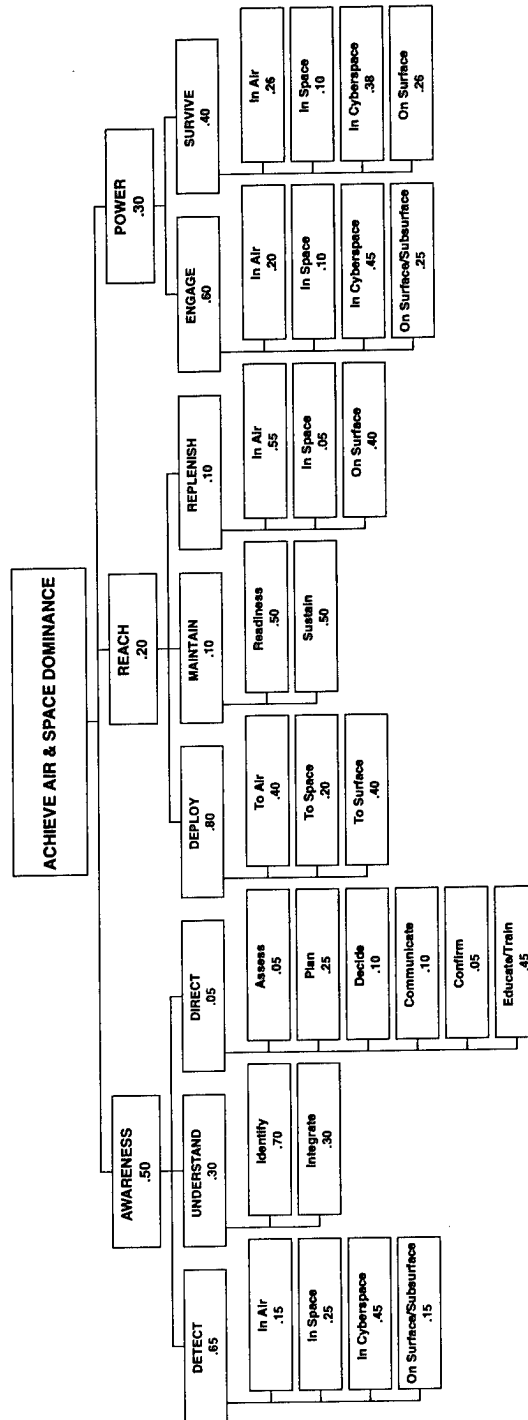 ACHIEVE AIR & SPACE DOMINANCE
AWARENESS
.50
REACH
.20
POWER
.30
DETECT
.65
UNDERSTAND
.30
DIRECT
.05
DEPLOY
.80
MAINTAIN
.10
REPLENISH
.10
ENGAGE
.60
SURVIVE
.40
In Air
.15
In Space
.25
In Cyberspace
.45
On Surface/Subsurface
.15
Identify
.70
Integrate
.30
Assess
.05
Plan
.25
Decide
.10
Communicate
.10
Confirm
.05
Educate/Train
.45
To Air
.40
To Space
.20
To Surface
.40
Readiness
.50
Sustain
.50
In Air
.55
In Space
.05
On Surface
.40
In Air
.20
In Space
.10
In Cyberspace
.45
On Surface/Subsurface
.25
In Air
.26
In Space
.10
In Cyberspace
.38
On Surface
.26